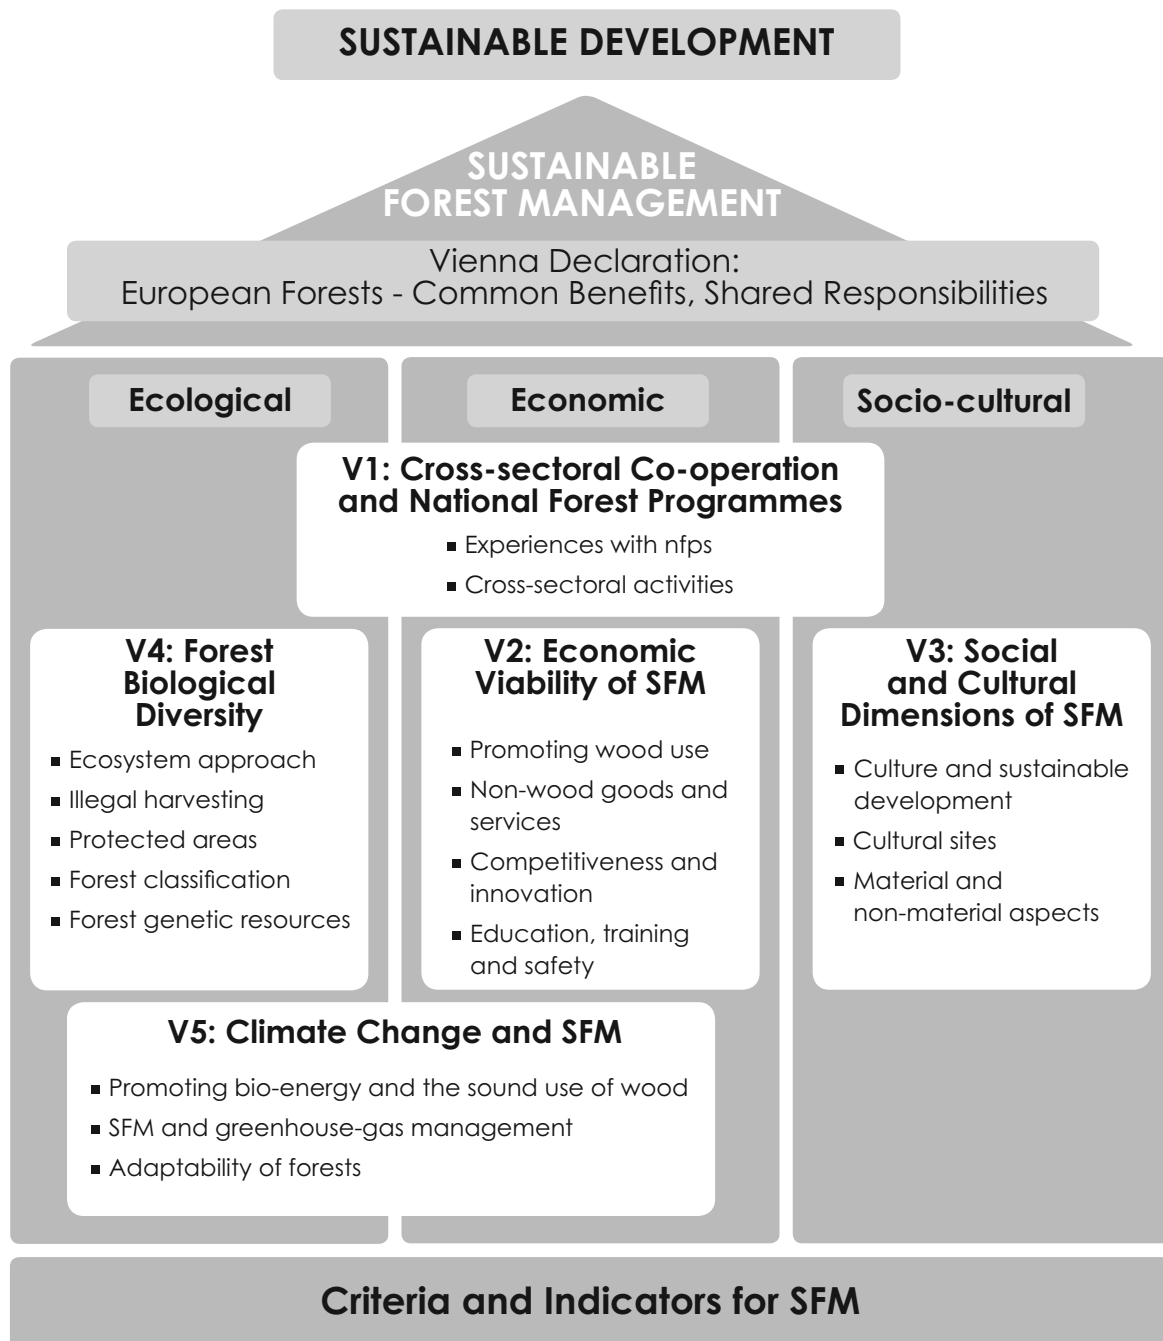 SUSTAINABLE DEVELOPMENT
SUSTAINABLE
FOREST MANAGEMENT
Vienna Declaration:
European Forests - Common Benefits, Shared Responsibilities
Ecological
Economic
Socio-cultural
V1: Cross-sectoral Co-operation
and National Forest Programmes
▪ Experiences with nfps
▪ Cross-sectoral activities
V4: Forest
Biological
Diversity
▪ Ecosystem approach
▪ Illegal harvesting
▪ Protected areas
▪ Forest classification
▪ Forest genetic resources
V2: Economic
Viability of SFM
▪ Promoting wood use
▪ Non-wood goods and
services
▪ Competitiveness and
innovation
▪ Education, training
and safety
V3: Social
and Cultural
Dimensions of SFM
▪ Culture and sustainable
development
▪ Cultural sites
▪ Material and
non-material aspects
V5: Climate Change and SFM
▪ Promoting bio-energy and the sound use of wood
▪ SFM and greenhouse-gas management
▪ Adaptability of forests
Criteria and Indicators for SFM